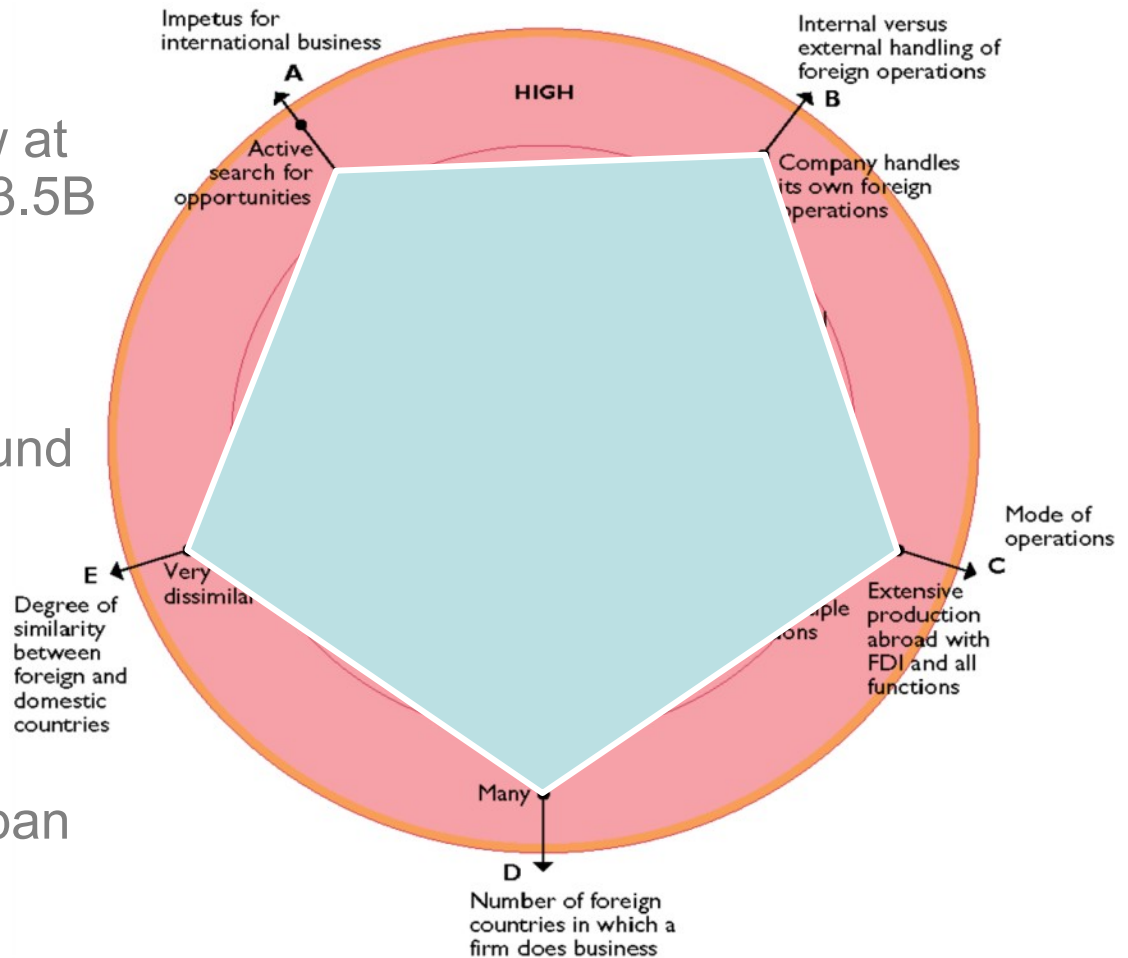 Impetus for
international business
A
Internal versus
external handling of
foreign operations
B
HIGH
at
3.5B
Active
search for
opportunities
Company handles
its own foreign
operations
Mode of
operations
C
E
Very
Degree of
similarity
between
foreign and
domestic
countries
Extensive
production
abroad with
FDI and all
functions
Many
D
Number of foreign
countries in which a
firm does business